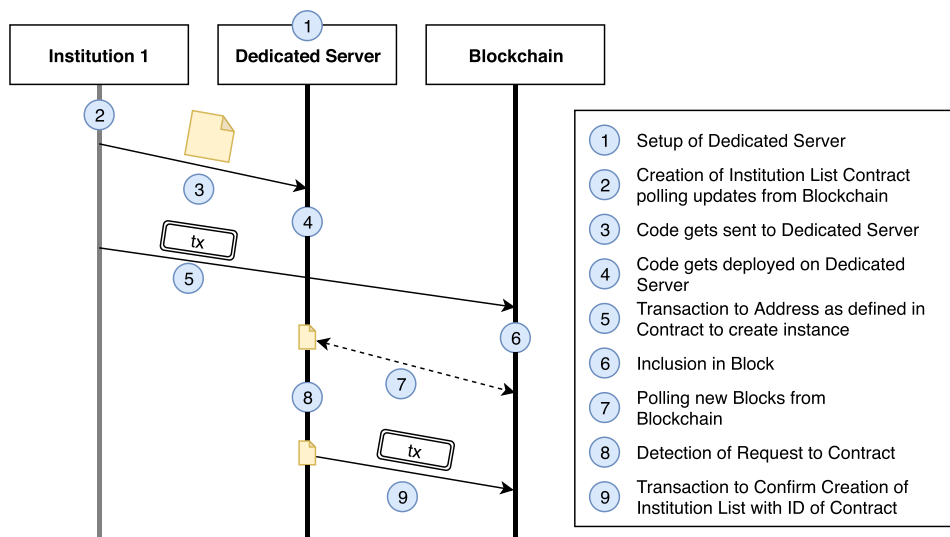 1
Institution 1
Dedicated Server
Blockchain
2
3
4
tx
5
6
7
8
tx
9
1 Setup of Dedicated Server
2 Creation of Institution List Contract
polling updates from Blockchain
3 Code gets sent to Dedicated Server
4 Code gets deployed on Dedicated
Server
5 Transaction to Address as defined in
Contract to create instance
6 Inclusion in Block
7 Polling new Blocks from
Blockchain
8 Detection of Request to Contract
9 Transaction to Confirm Creation of
Institution List with ID of Contract